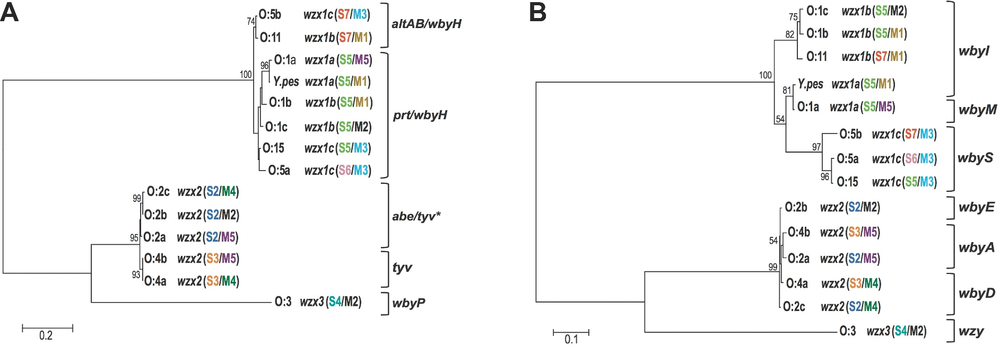 A
O:5b wzx1c(S7/M3)
74
altAB/wbyH
O:11 wzx1b(S7/M1)
O:1a wzx1a(S5/M5)
96
100
Y.pes wzx1a(S5/M1)
O:1b wzx1b(S5/M1)
prt/wbyH
O:1c wzx1b(S5/M2)
O:15 wzx1c(S5/M3)
O:5a wzx1c(S6/M3)
O:2c wzx2(S2/M4)
99
O:2b wzx2(S2/M2)
abe/tyv*
95
O:2a wzx2(S2/M5)
O:4b wzx2(S3/M5)
tyv
93
O:4a wzx2(S3/M4)
O:3 wzx3(S4/M2)
wbyP
0.2
B
O:1c wzx1b(S5/M2)
75
82
O:1b wzx1b(S5/M1)
wbyI
O:11 wzx1b(S7/M1)
100
Y.pes wzx1a(S5/M1)
81
O:1a wzx1a(S5/M5)
wbyM
54
O:5b wzx1c(S7/M3)
97
O:5a wzx1c(S6/M3)
wbyS
96
O:15 wzx1c(S5/M3)
O:2b wzx2(S2/M2)
wbyE
O:4b wzx2(S3/M5)
54
wbyA
O:2a wzx2(S2/M5)
99
O:4a wzx2(S3/M4)
wbyD
O:2c wzx2(S2/M4)
O:3 wzx3(S4/M2)
wzy
0.1